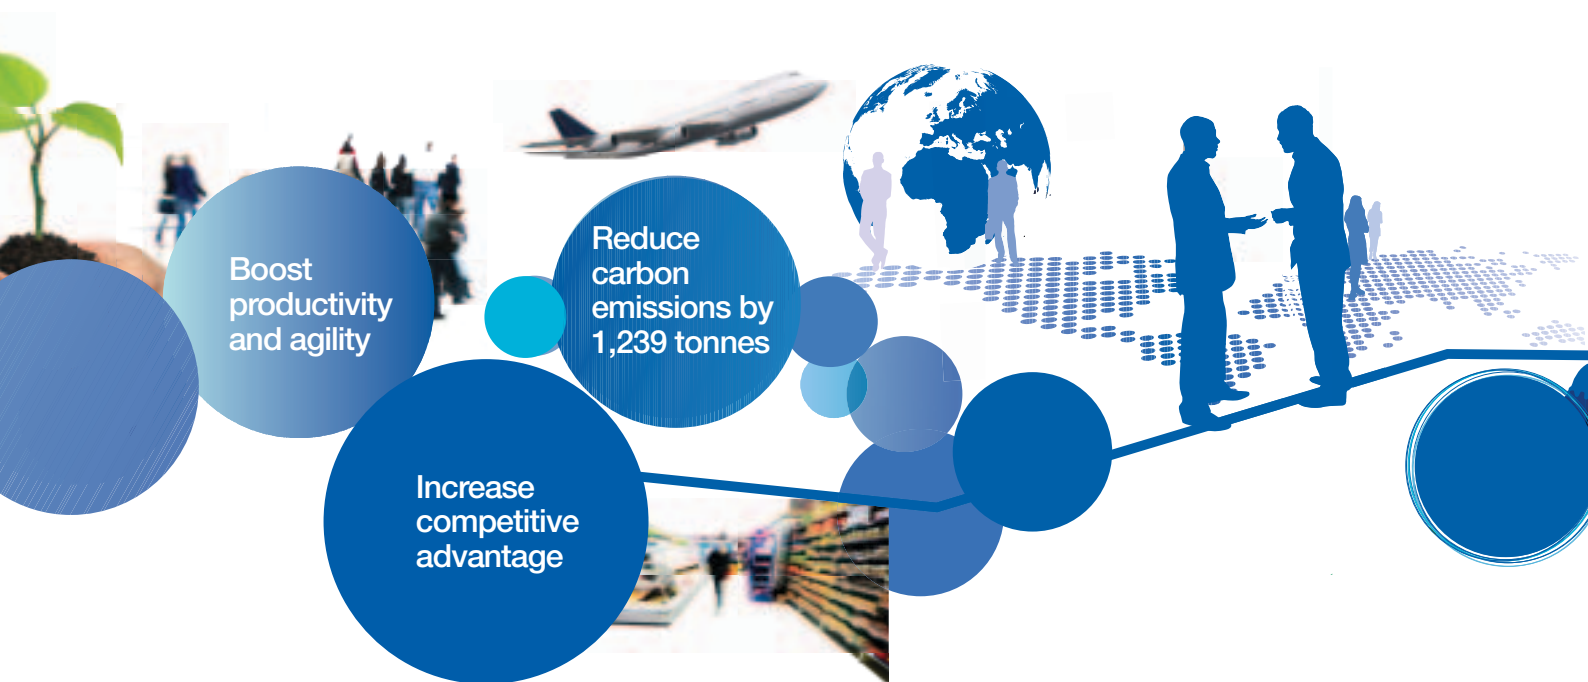 Boost
productivity
and agility
Reduce
carbon
emissions by
1,239 tonnes
Increase
competitive
advantage